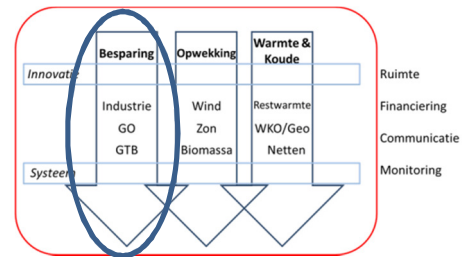 Besparing
Opwekking
Warmte &
Koude
Innovatie
Ruimte
Industrie
Wind
Restwarmte
Financiering
GO
Zon
WKO/Geo
Communicatie
GTB
Biomassa
Netten
Systeem
Monitoring